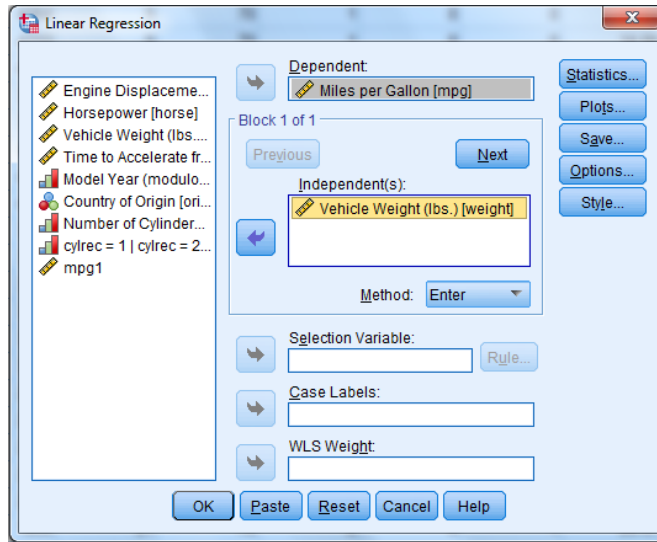 Linear Regression
Engine Displaceme...
Horsepower [horse]
Vehicle Weight (lbs....
Time to Accelerate fr...
Model Year (modulo...
Country of Origin [ori...
Number of Cylinder...
cylrec = 1 | cylrec = 2...
mpg1
Dependent:
Miles per Gallon [mpg]
Block 1 of 1
Previous
Next
Independent(s):
Vehicle Weight (lbs.) [weight]
Method: Enter
Selection Variable:
Rule...
Case Labels:
WLS Weight:
Statistics...
Plots...
Save...
Options...
Style...
OK Paste Reset Cancel Help